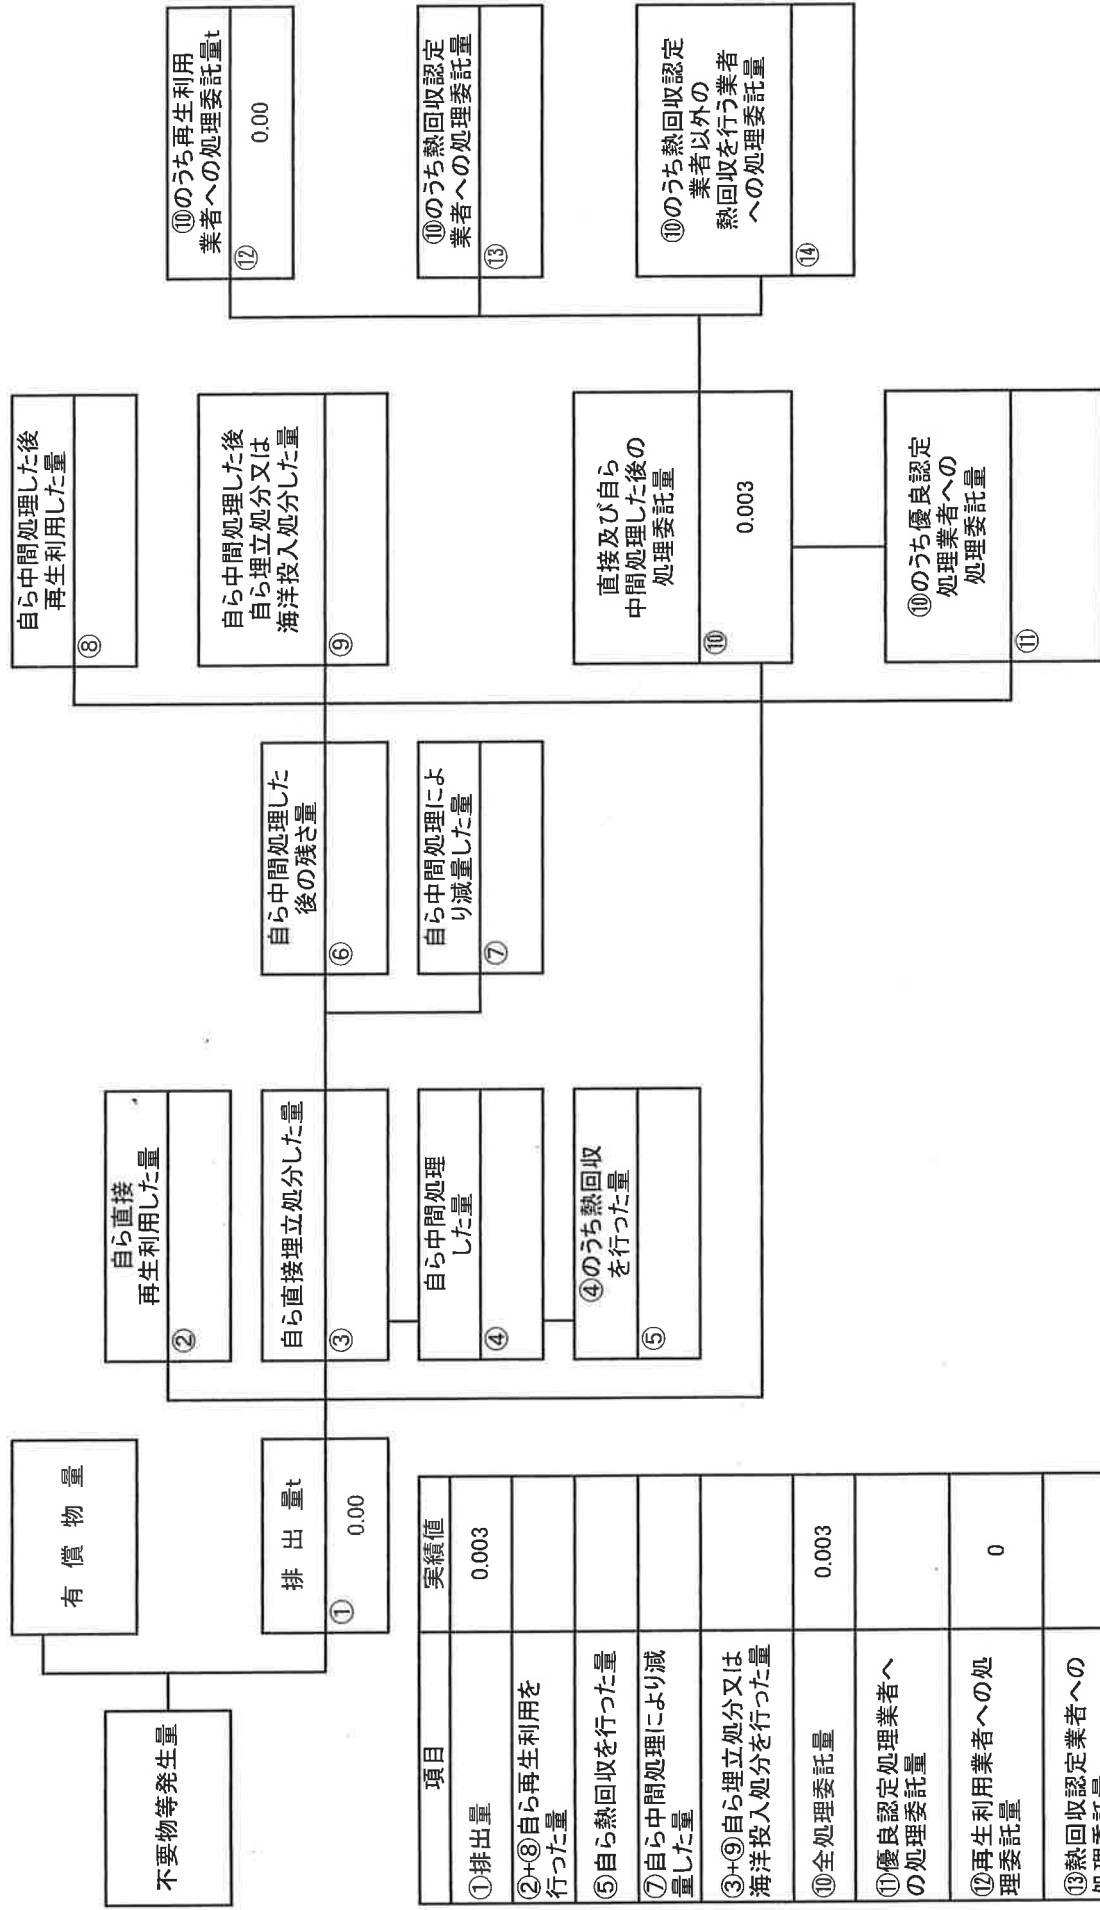 不要物等発生量
有 償 物 量
排 出 量t
①
0.00
自ら直接
再生利用した量
②
自ら直接埋立処分した量
③
自ら中間処理
した量
④
④のうち熱回収
を行った量
⑤
自ら中間処理した
後の残さ量
⑥
自ら中間処理によ
り減量した量
⑦
自ら中間処理した後
再生利用した量
⑧
自ら中間処理した後
自ら埋立処分又は
海洋投入処分した量
⑨
直接及び自ら
中間処理した後の
処理委託量
⑩
0.003
⑩のうち優良認定
処理業者への
処理委託量
⑪
⑩のうち再生利用
業者への処理委託量t
⑫
0.00
⑩のうち熱回収認定
業者への処理委託量
⑬
⑩のうち熱回収認定
業者以外の
熱回収を行う業者
への処理委託量
⑭
項目 実績値
①排出量 0.003
②+⑧自ら再生利用を
行った量
⑤自ら熱回収を行った量
⑦自ら中間処理により減
量した量
③+⑨自ら埋立処分又は
海洋投入処分を行った量
⑩全処理委託量 0.003
⑪優良認定処理業者へ
の処理委託量
⑫再生利用業者への処
理委託量 0
⑬熱回収認定業者への